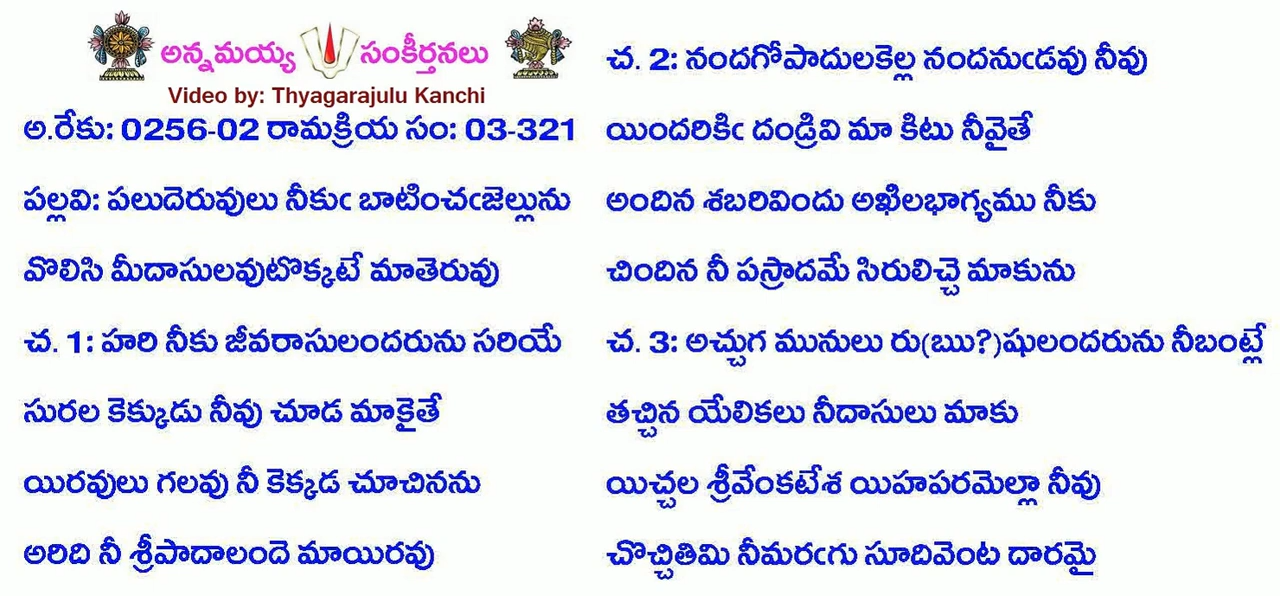 అన్నమయ్య సంకీర్తనలు
Video by: Thyagarajulu Kanchi
అ.రేకు: 0256-02 రామక్రియ సం: 03-321
పల్లవి: పలుదెరువులు నీకుఁ బాటించఁజెల్లును
వొలిసి మీదాసులవుటొక్కటే మాతెరువు
చ. 1: హరి నీకు జీవరాసులందరును సరియే
సురల కెక్కుడు నీవు చూడ మాకైతే
యిరవులు గలవు నీ కెక్కడ చూచినను
అరిది నీ శ్రీపాదాలందె మాయిరవు
చ. 2: నందగోపాదులకెల్ల నందనుఁడవు నీవు
యిందరికిఁ దండ్రివి మా కిటు నీవైతే
అందిన శబరివిందు అఖిలభాగ్యము నీకు
చిందిన నీ పస్రాదమే సిరులిచ్చె మాకును
చ. 3: అచ్చుగ మునులు రు(ఋ?)షులందరును నీబంట్లే
తచ్చిన యేలికలు నీదాసులు మాకు
యిచ్చల శ్రీవేంకటేశ యిహపరమెల్లా నీవు
చొచ్చితిమి నీమరఁగు సూదివెంట దారమై